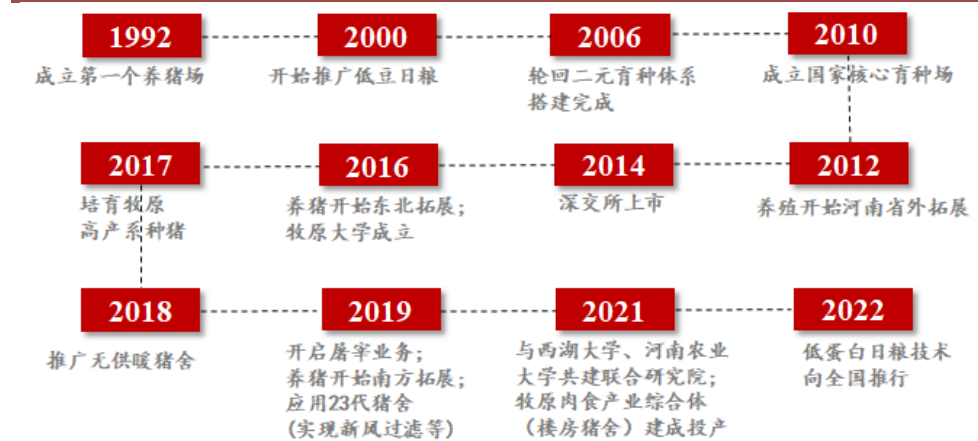 1992
成立第一个养猪场
2000
开始推广低豆日粮
2006
轮回二元育种体系
搭建完成
2010
成立国家核心育种场
2012
养殖开始河南省外拓展
2014
深交所上市
2016
养猪开始东北拓展；
牧原大学成立
2017
培育牧原
高产系种猪
2018
推广无供暖猪舍
2019
开启屠宰业务；
养猪开始南方拓展；
应用23代猪舍
(实现新风过滤等)
2021
与西湖大学、河南农业
大学共建联合研究院；
牧原肉食产业综合体
（楼房猪舍）建成投产
2022
低蛋白日粮技术
向全国推行